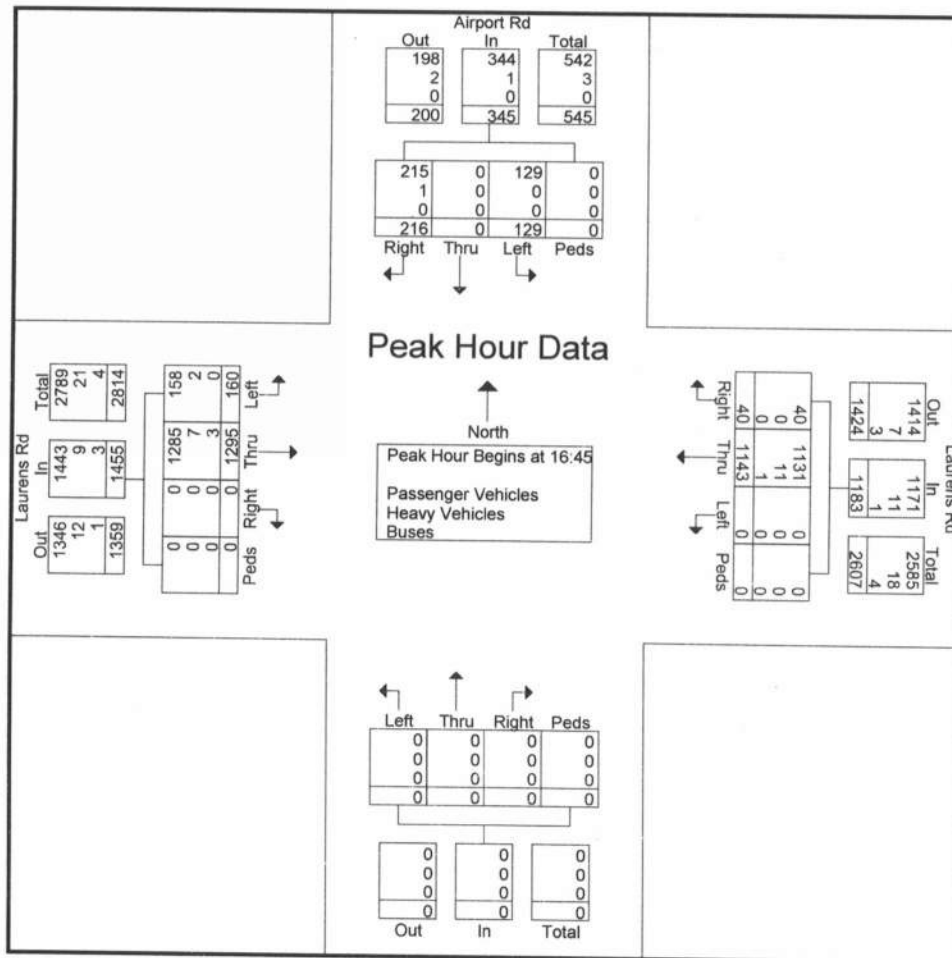 Airport Rd
Out In Total
198 344 542
2 1 3
0 0 0
200 345 545
215 0 129 0
1 0 0 0
0 0 0 0
216 0 129 0
Right Thru Left Peds
Peak Hour Data
North
Peak Hour Begins at 16:45
Passenger Vehicles
Heavy Vehicles
Buses
Laurens Rd
Out In Total
1346 1443 2789
12 9 21
1 3 4
1359 1455 2814
158 2 0 160 Left
1285 7 3 1295 Thru
0 0 0 0 Right
0 0 0 0 Peds
Laurens Rd
Out In Total
1414 1171 2585
7 11 18
3 1 4
1424 1183 2607
Right 40 0 0 40
Thru 1143 1 11 1131
Left 0 0 0 0
Peds 0 0 0 0
Left Thru Right Peds
0 0 0 0
0 0 0 0
0 0 0 0
0 0 0 0
0 0 0
0 0 0
0 0 0
0 0 0
Out In Total